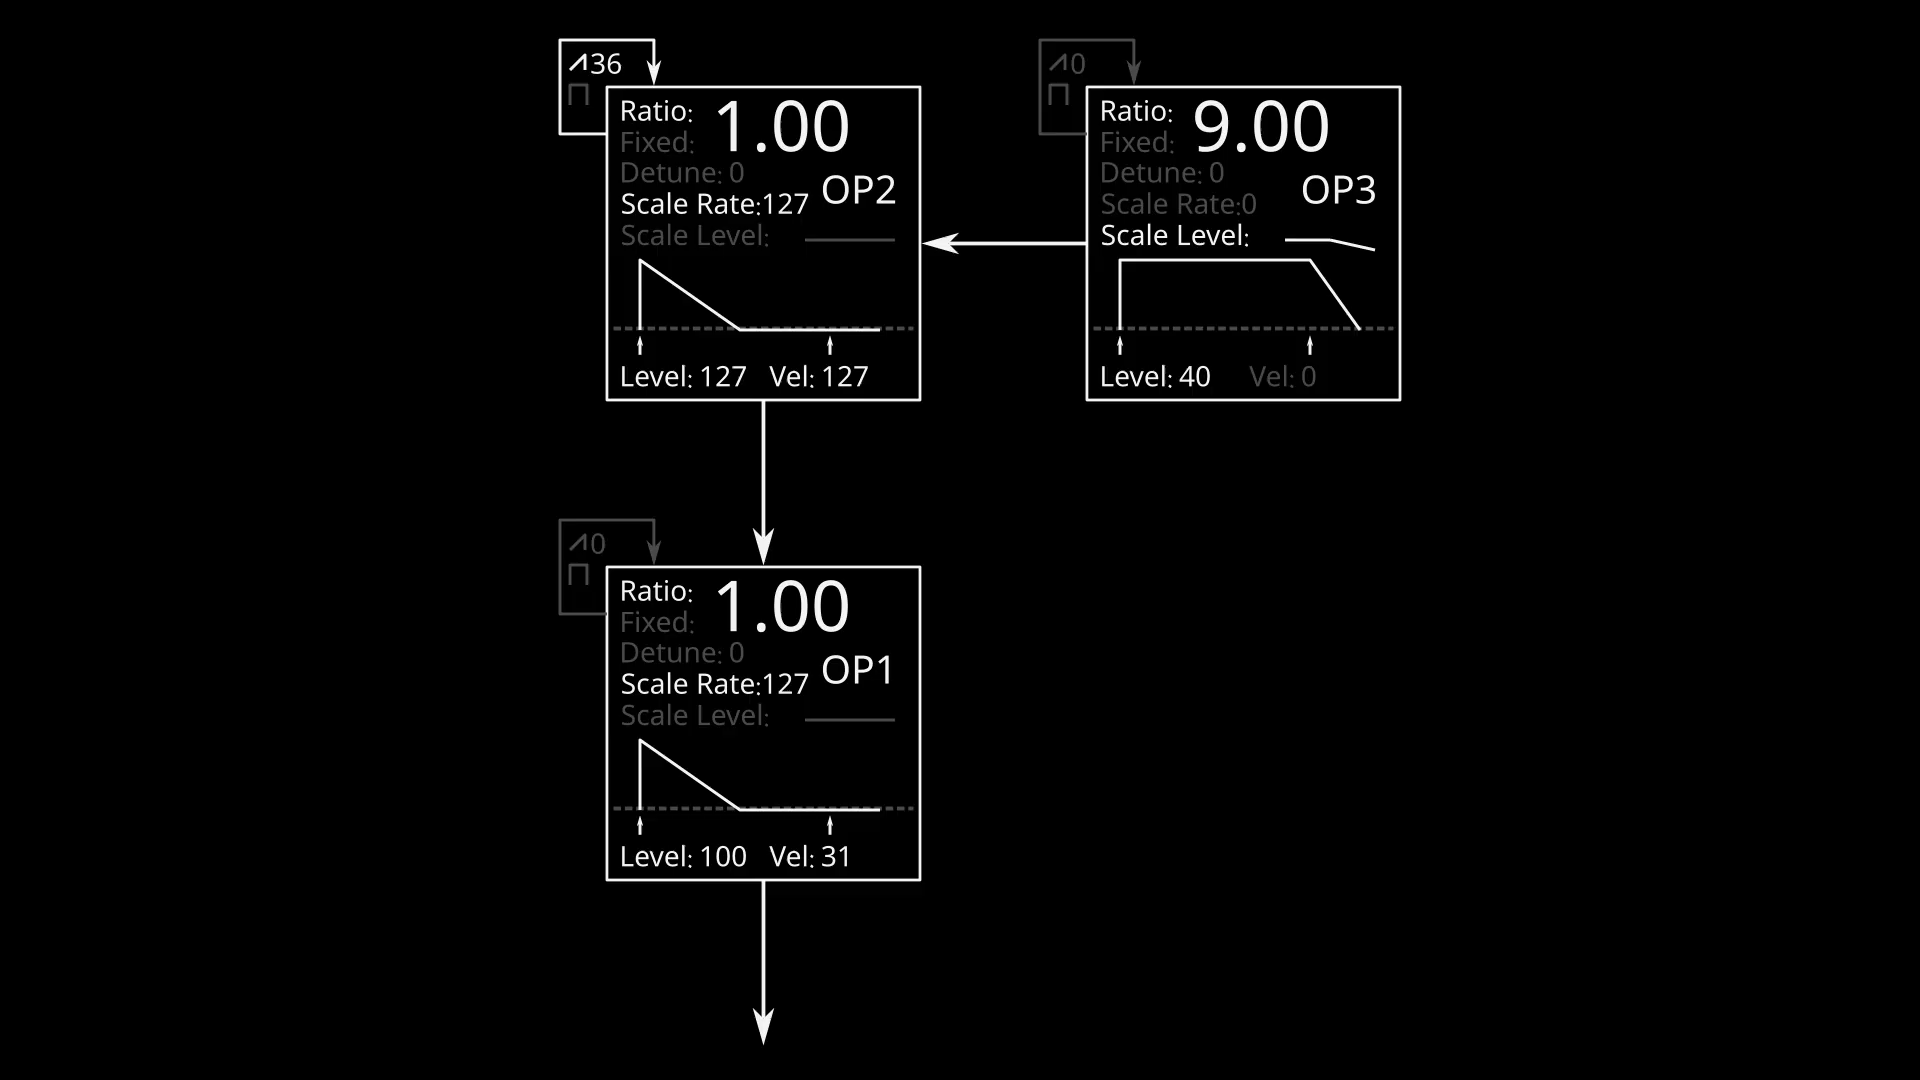 36
Ratio: 1.00
Fixed:
Detune: 0
Scale Rate:127 OP2
Scale Level:
Level: 127 Vel: 127
0
Ratio: 9.00
Fixed:
Detune: 0
Scale Rate:0 OP3
Scale Level:
Level: 40 Vel: 0
0
Ratio: 1.00
Fixed:
Detune: 0
Scale Rate:127 OP1
Scale Level:
Level: 100 Vel: 31